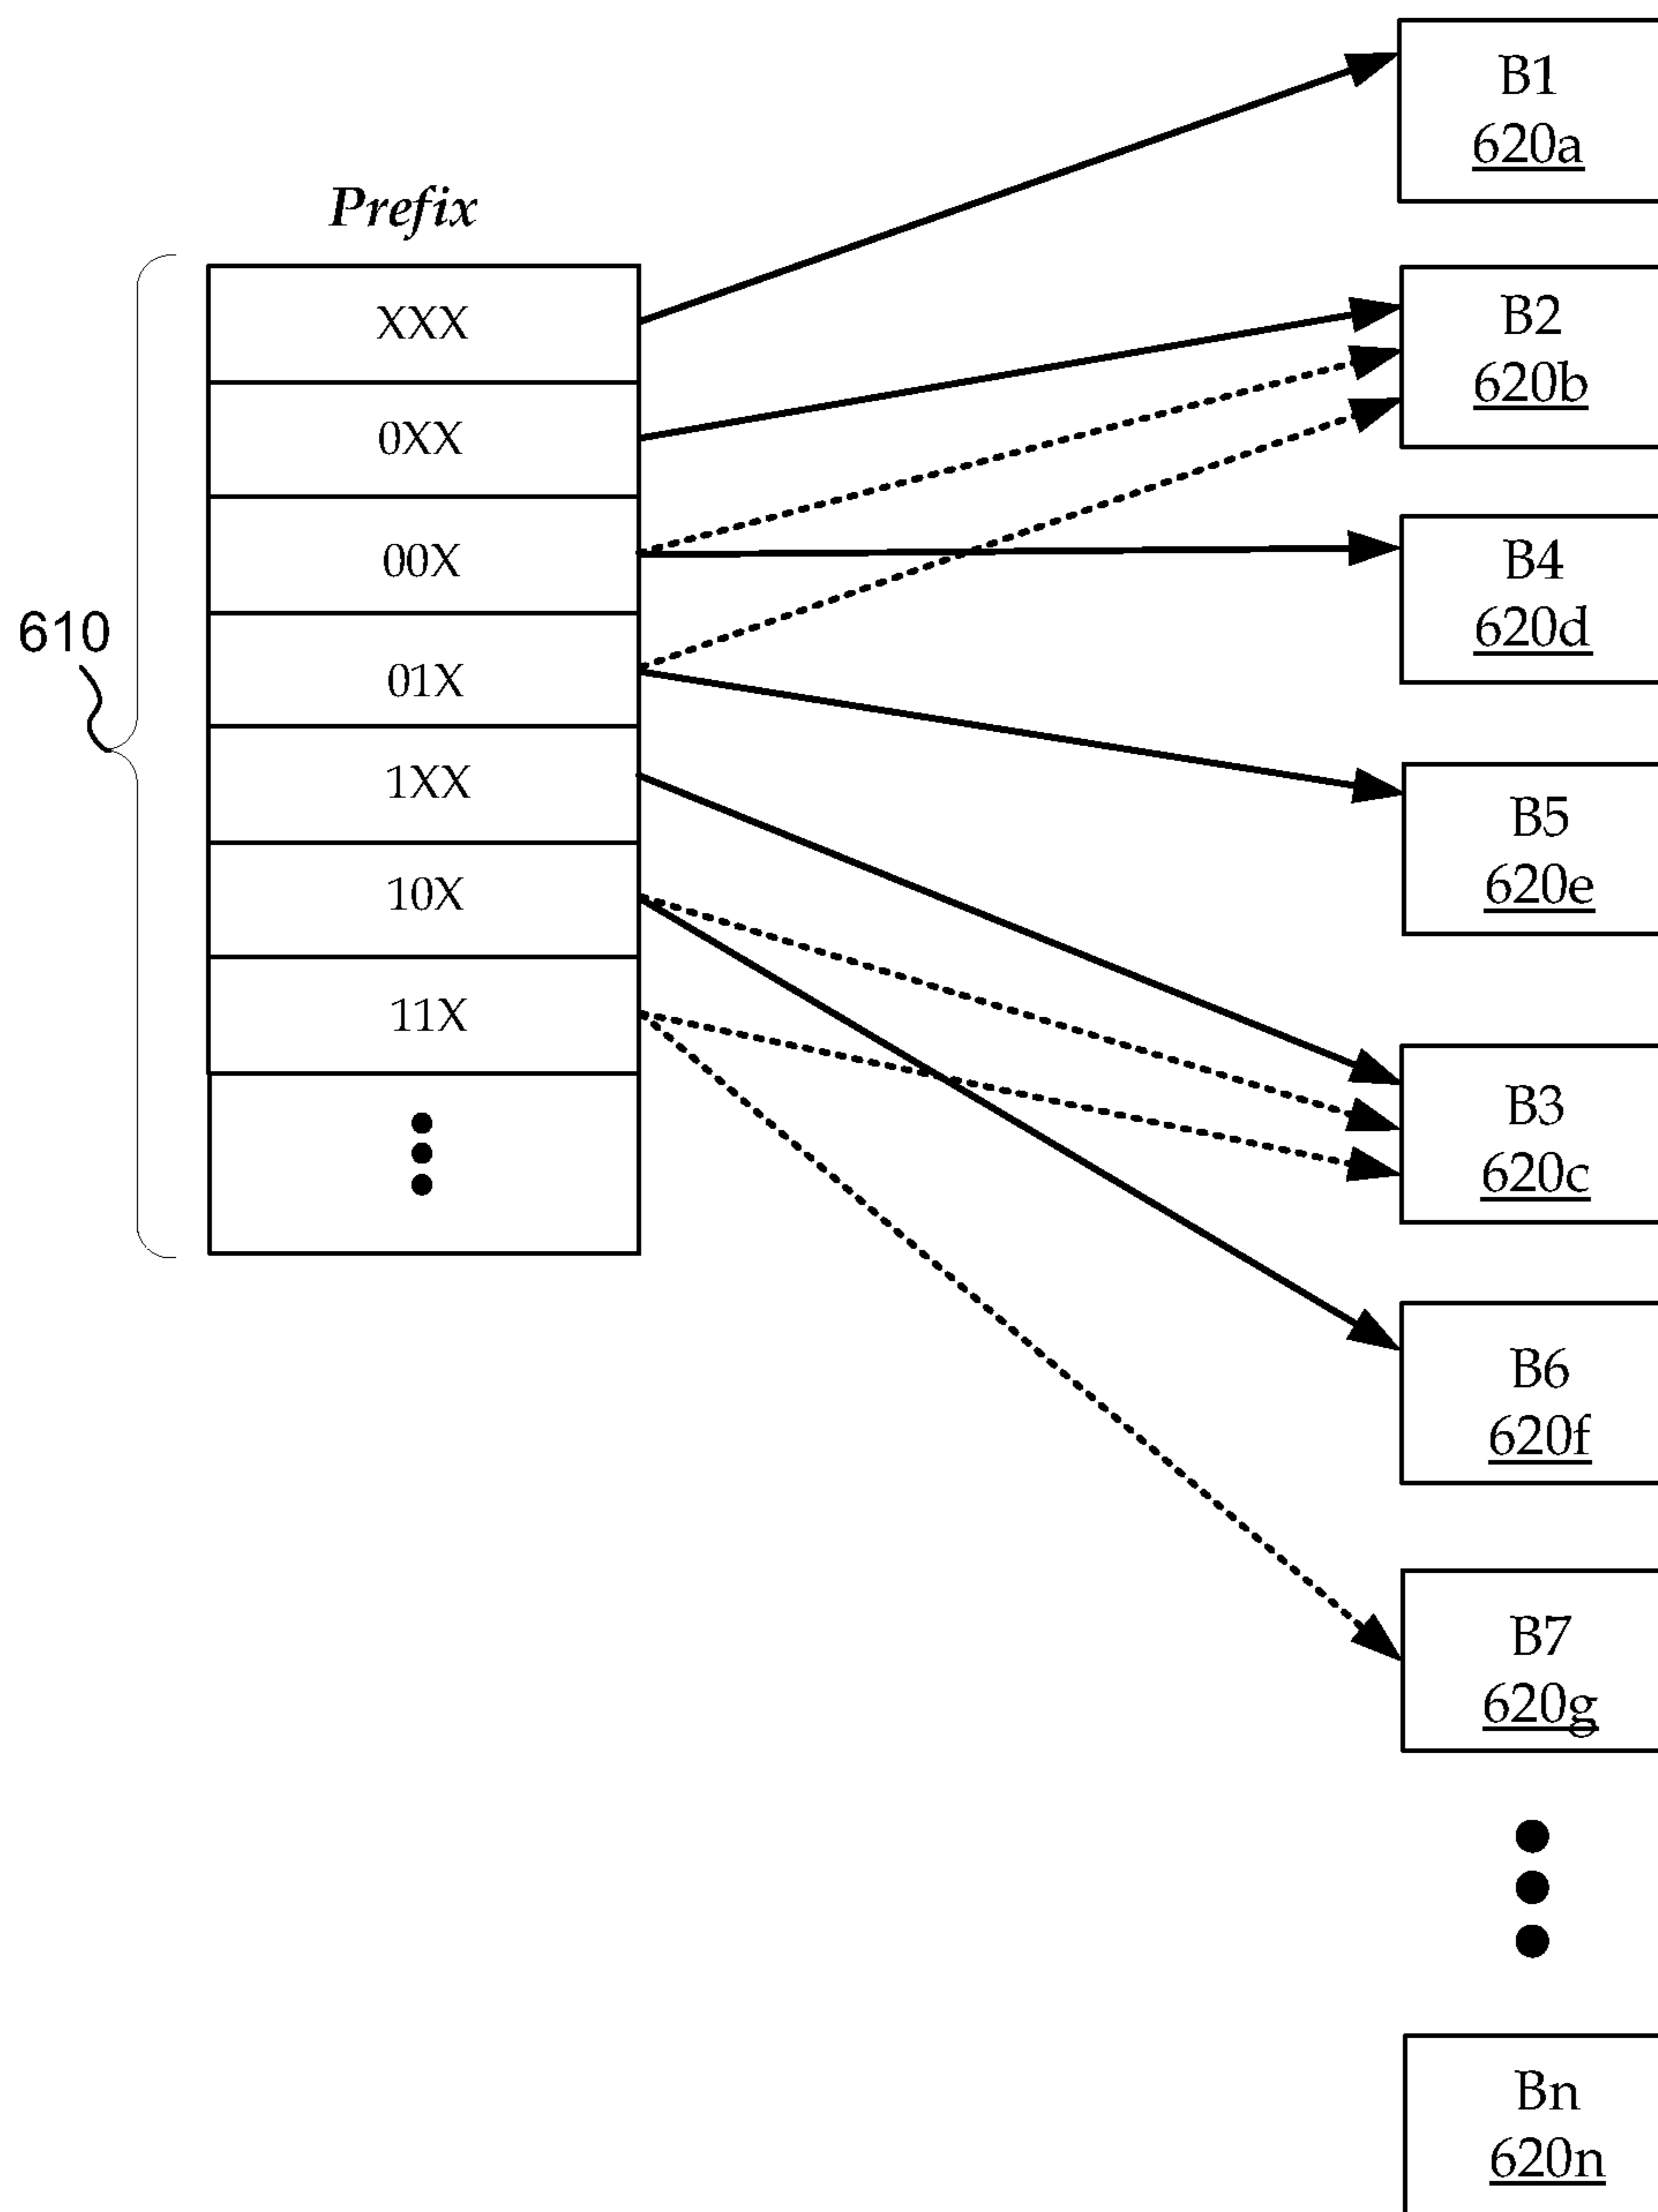 Prefix
XXX
0XX
00X
01X
1XX
10X
11X
610
B1
620a
B2
620b
B4
620d
B5
620e
B3
620c
B6
620f
B7
620g
Bn
620n